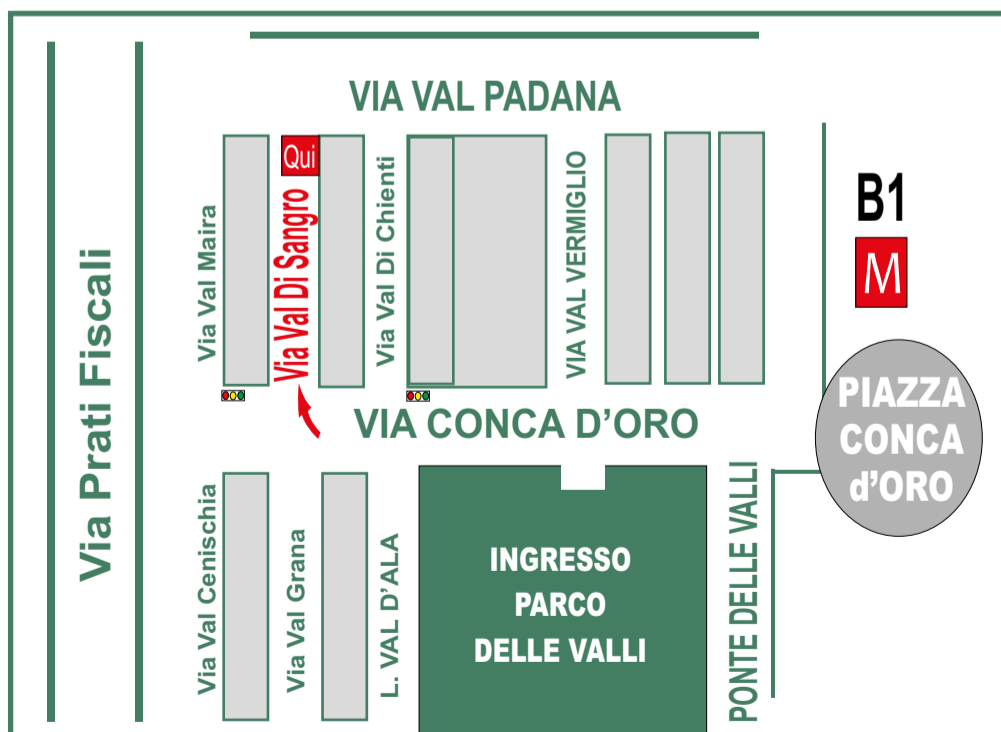 VIA VAL PADANA
Via Prati Fiscali
Via Val Maira
Qui
Via Val Di Sangro
Via Val Di Chienti
VIA VAL VERMIGLIO
B1
M
PIAZZA
CONCA
d’ORO
VIA CONCA D’ORO
Via Val Cenischia
Via Val Grana
L. VAL D’ALA
INGRESSO
PARCO
DELLE VALLI
PONTE DELLE VALLI